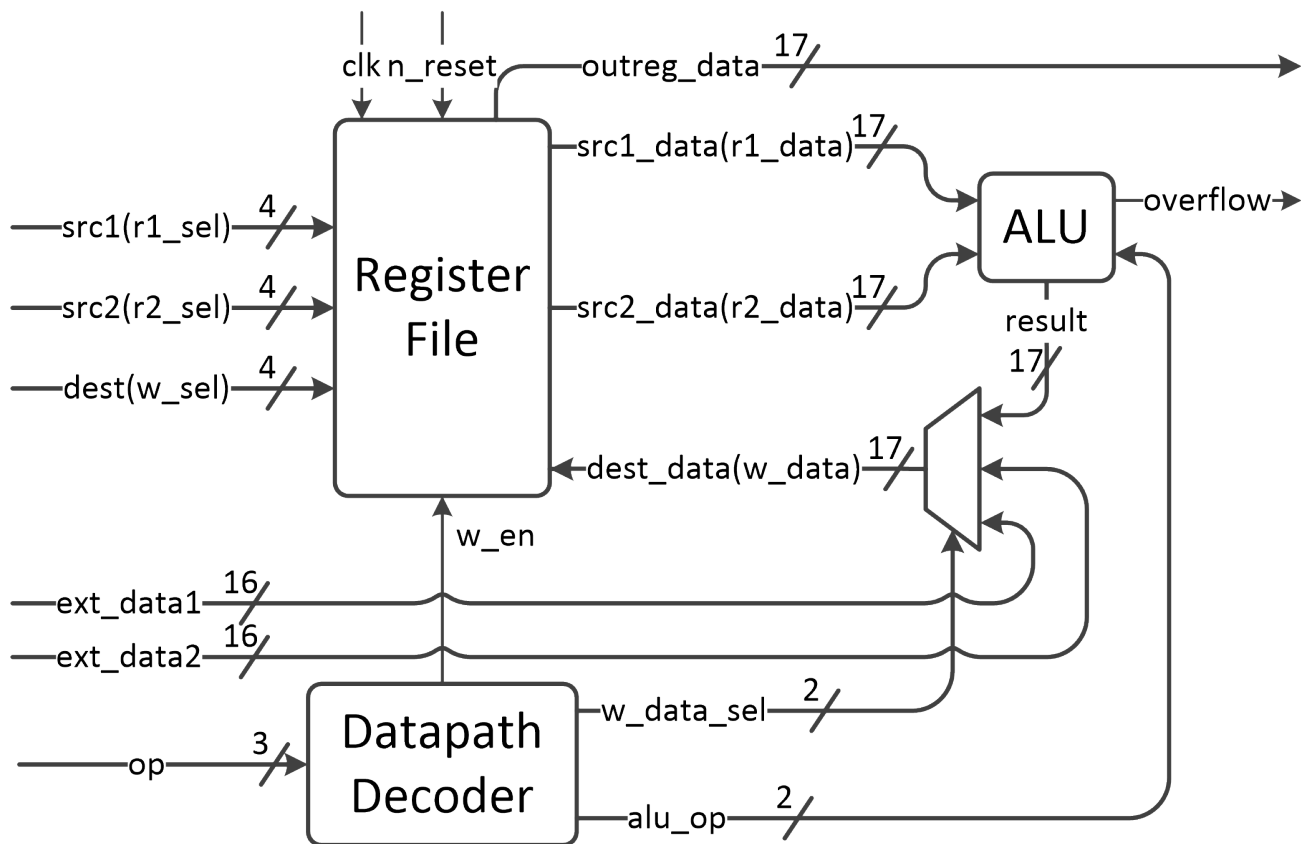 17
clk n_reset
outreg_data
17
src1_data(r1_data)
4
src1(r1_sel)
overflow
ALU
Register
File
4
src2(r2_sel)
17
src2_data(r2_data)
result
17
4
dest(w_sel)
17
dest_data(w_data)
w_en
16
ext_data1
16
ext_data2
2
w_data_sel
Datapath
Decoder
3
op
2
alu_op